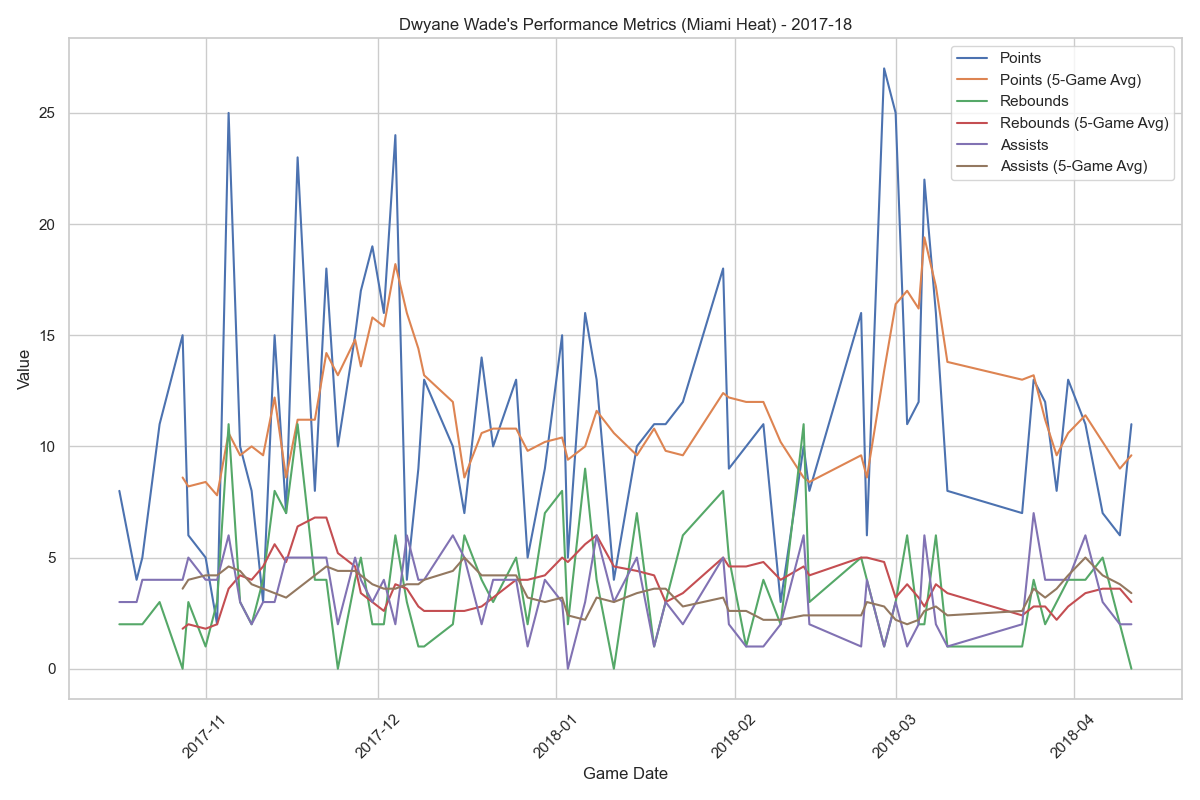 Dwyane Wade's Performance Metrics (Miami Heat) - 2017-18
Points
Points (5-Game Avg)
Rebounds
Rebounds (5-Game Avg)
Assists
Assists (5-Game Avg)
25
20
15
10
5
0
Value
2017-11
2017-12
2018-01
2018-02
2018-03
2018-04
Game Date